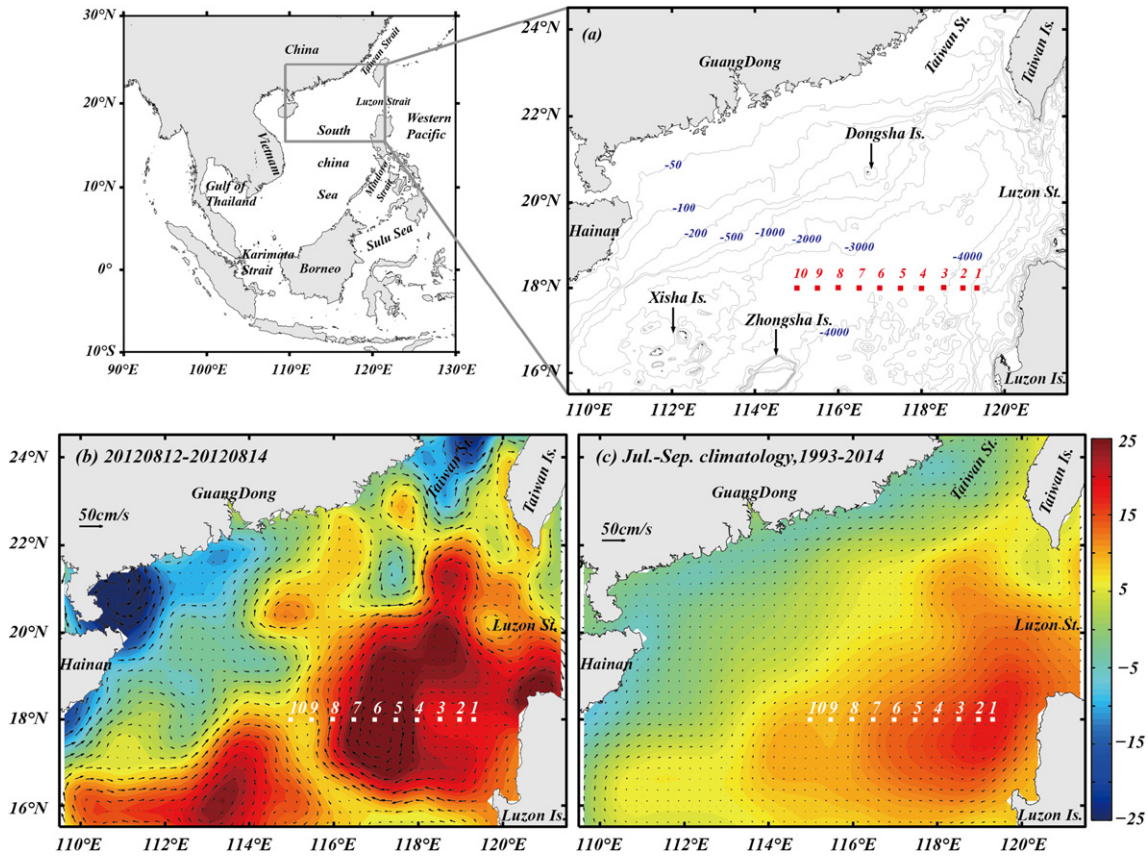 30°N
20°N
10°N
0°
10°S
90°E 100°E 110°E 120°E 130°E
China
Taiwan Strait
Luzon Strait
Western
Pacific
South
china
Sea
Vietnam
Gulf of
Thailand
Mindoro
Strait
Sulu Sea
Karimata
Strait
Borneo
(a)
24°N
22°N
20°N
18°N
16°N
110°E 112°E 114°E 116°E 118°E 120°E
GuangDong
Taiwan St.
Taiwan Is.
Dongsha Is.
-50
-100
-200 -500 -1000 -2000 -3000 -4000
Luzon St.
Hainan
10 9 8 7 6 5 4 3 2 1
Xisha Is.
Zhongsha Is.
-4000
Luzon Is.
(b) 20120812-20120814
24°N
22°N
20°N
18°N
16°N
110°E 112°E 114°E 116°E 118°E 120°E
Taiwan St.
Taiwan Is.
GuangDong
50cm/s
Luzon St.
Hainan
10 9 8 7 6 5 4 3 2 1
Luzon Is.
(c) Jul.-Sep. climatology,1993-2014
110°E 112°E 114°E 116°E 118°E 120°E
Taiwan St.
Taiwan Is.
GuangDong
50cm/s
Luzon St.
Hainan
10 9 8 7 6 5 4 3 2 1
Luzon Is.
25
15
5
−5
−15
−25